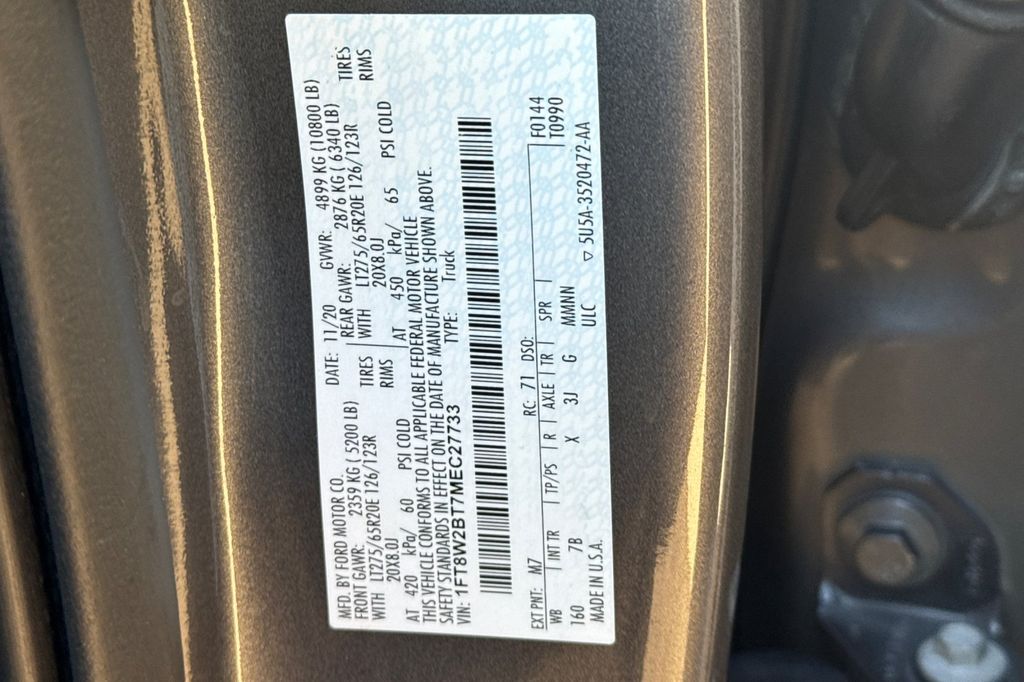 MFD. BY FORD MOTOR CO. DATE: 11/20 GVWR: 4899 KG (10800 LB)
FRONT GAWR: 2359 KG ( 5200 LB) REAR GAWR: 2876 KG ( 6340 LB)
WITH LT275/65R20E 126/123R TIRES WITH LT275/65R20E 126/123R TIRES
20X8.0J RIMS 20X8.0J RIMS
AT 420 kPa/ 60 PSI COLD AT 450 kPa/ 65 PSI COLD
THIS VEHICLE CONFORMS TO ALL APPLICABLE FEDERAL MOTOR VEHICLE
SAFETY STANDARDS IN EFFECT ON THE DATE OF MANUFACTURE SHOWN ABOVE.
VIN: 1FT8W2BT7MEC27733 TYPE: Truck
EXT PNT: M7 RC: 71 DSO: F0144
WB INT TR TP/PS R AXLE TR SPR T0990
160 7B X 3J G MMNN
MADE IN U.S.A. ULC ▽ 5U5A-3520472-AA